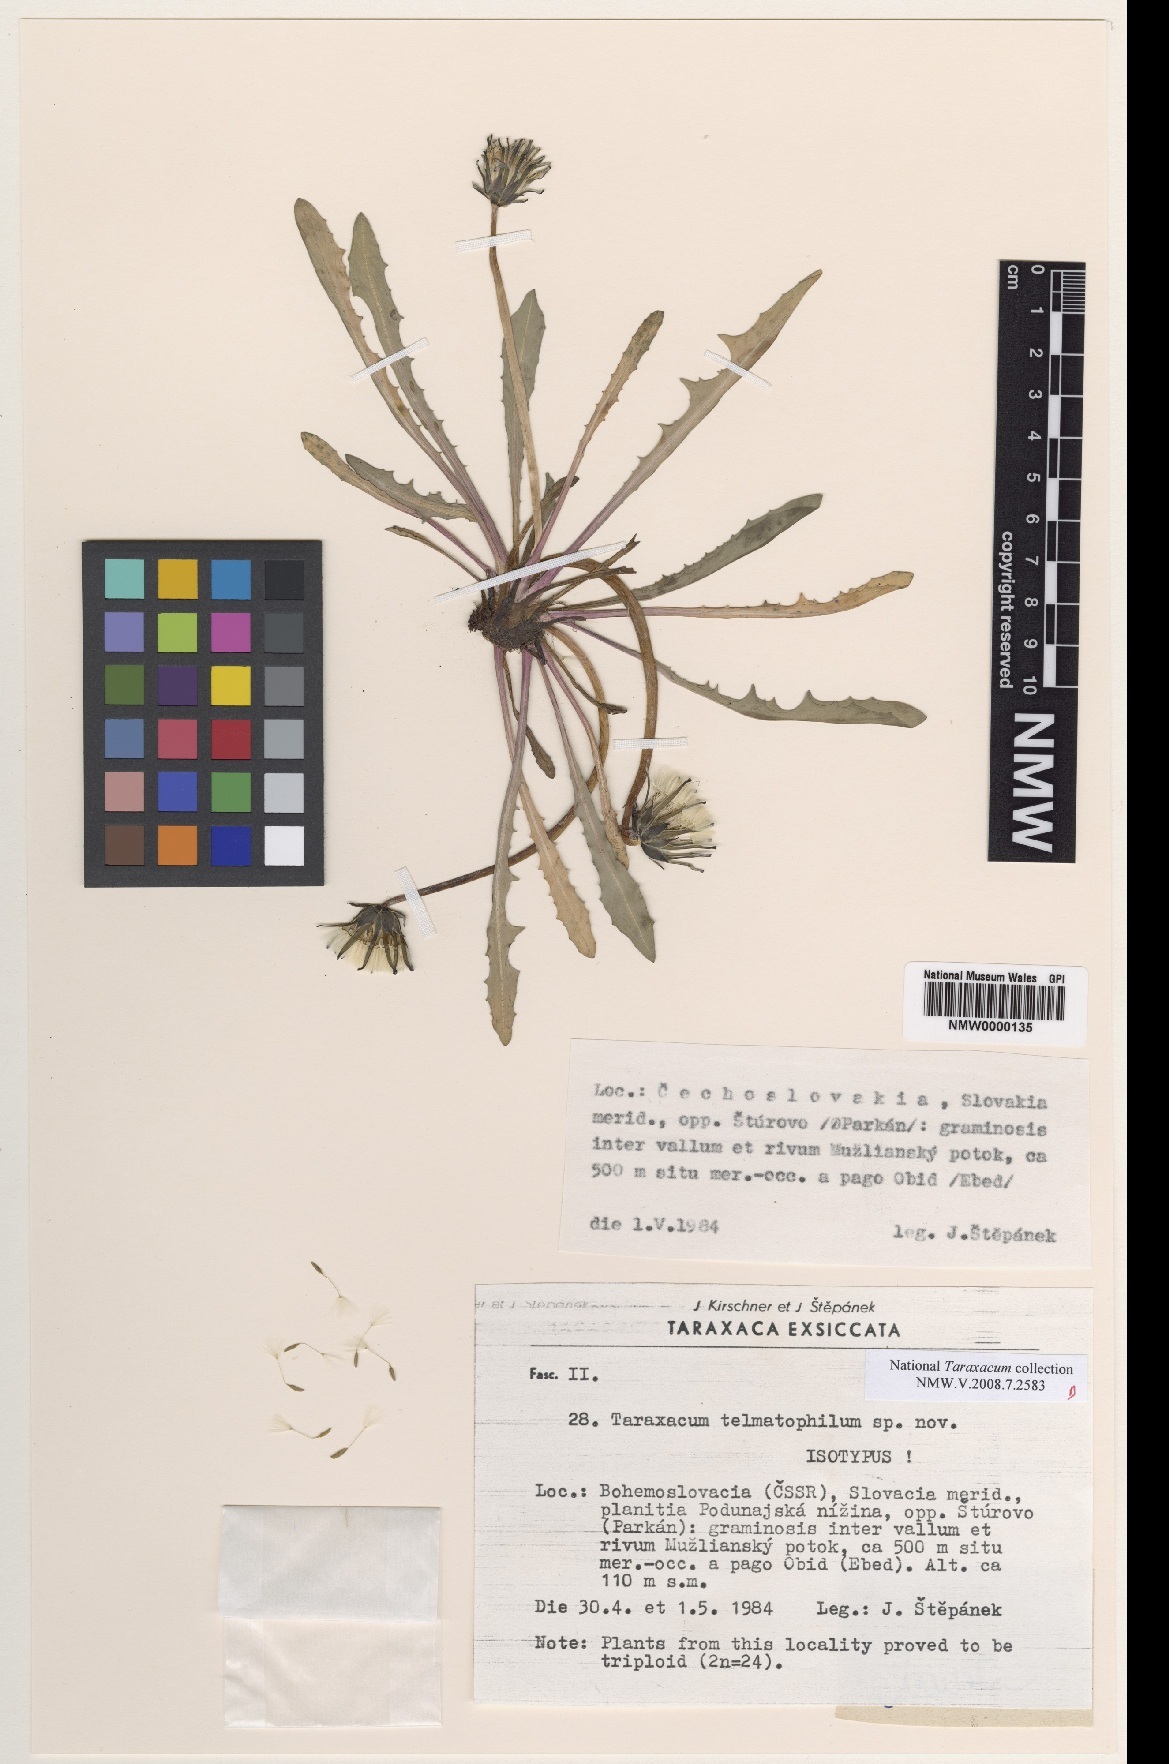 0
cm
1
2
3
4
5
6
7
8
9
10
copyright reserved
NMW
National Museum Wales GPI
NMW0000135
Loc.: Čechoslovakia, Slovakia
merid., opp. Štúrovo /Parkán/: graminosis
inter vallum et rivum Mužlianský potok, ca
500 m situ mer.-occ. a pago Obid /Ebed/
die 1.V.1984 leg. J.Štěpánek
J Kirschner et J Štěpánek
TARAXACA EXSICCATA
National Taraxacum collection
NMW.V.2008.7.2583
Fasc. II.
28. Taraxacum telmatophilum sp. nov.
ISOTYPUS !
Loc.: Bohemoslovacia (ČSSR), Slovacia merid.,
planitia Podunajská nížina, opp. Štúrovo
(Parkán): graminosis inter vallum et
rivum Mužlianský potok, ca 500 m situ
mer.-occ. a pago Obid (Ebed). Alt. ca
110 m s.m.
Die 30.4. et 1.5. 1984 Leg.: J. Štěpánek
Note: Plants from this locality proved to be
triploid (2n=24).